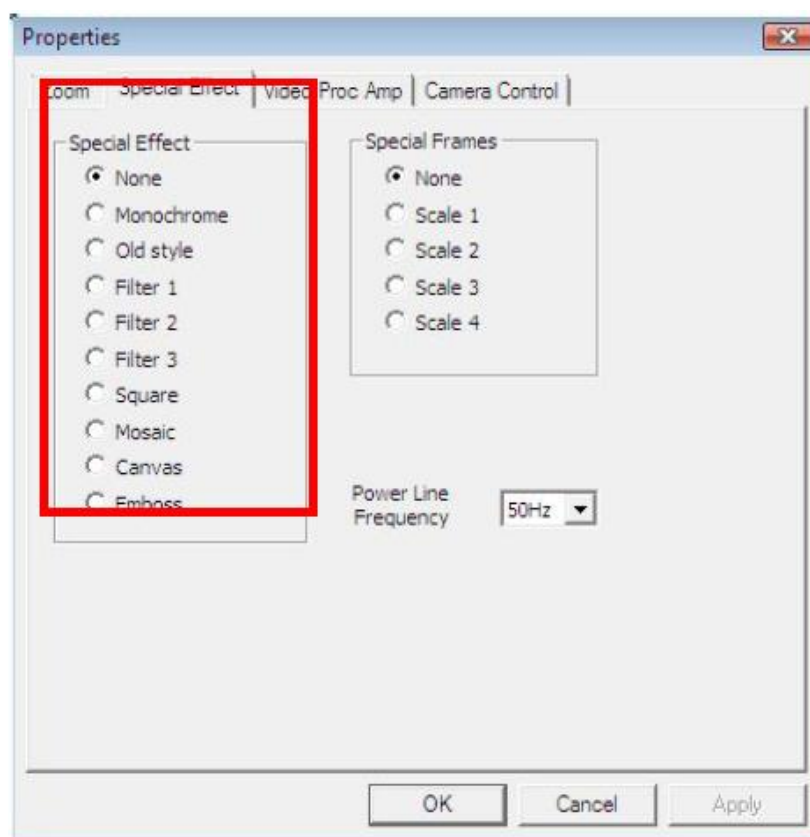 Properties
Zoom Special Effect Video Proc Amp Camera Control
Special Effect
None
Monochrome
Old style
Filter 1
Filter 2
Filter 3
Square
Mosaic
Canvas
Emboss
Special Frames
None
Scale 1
Scale 2
Scale 3
Scale 4
Power Line
Frequency
50Hz
OK Cancel Apply